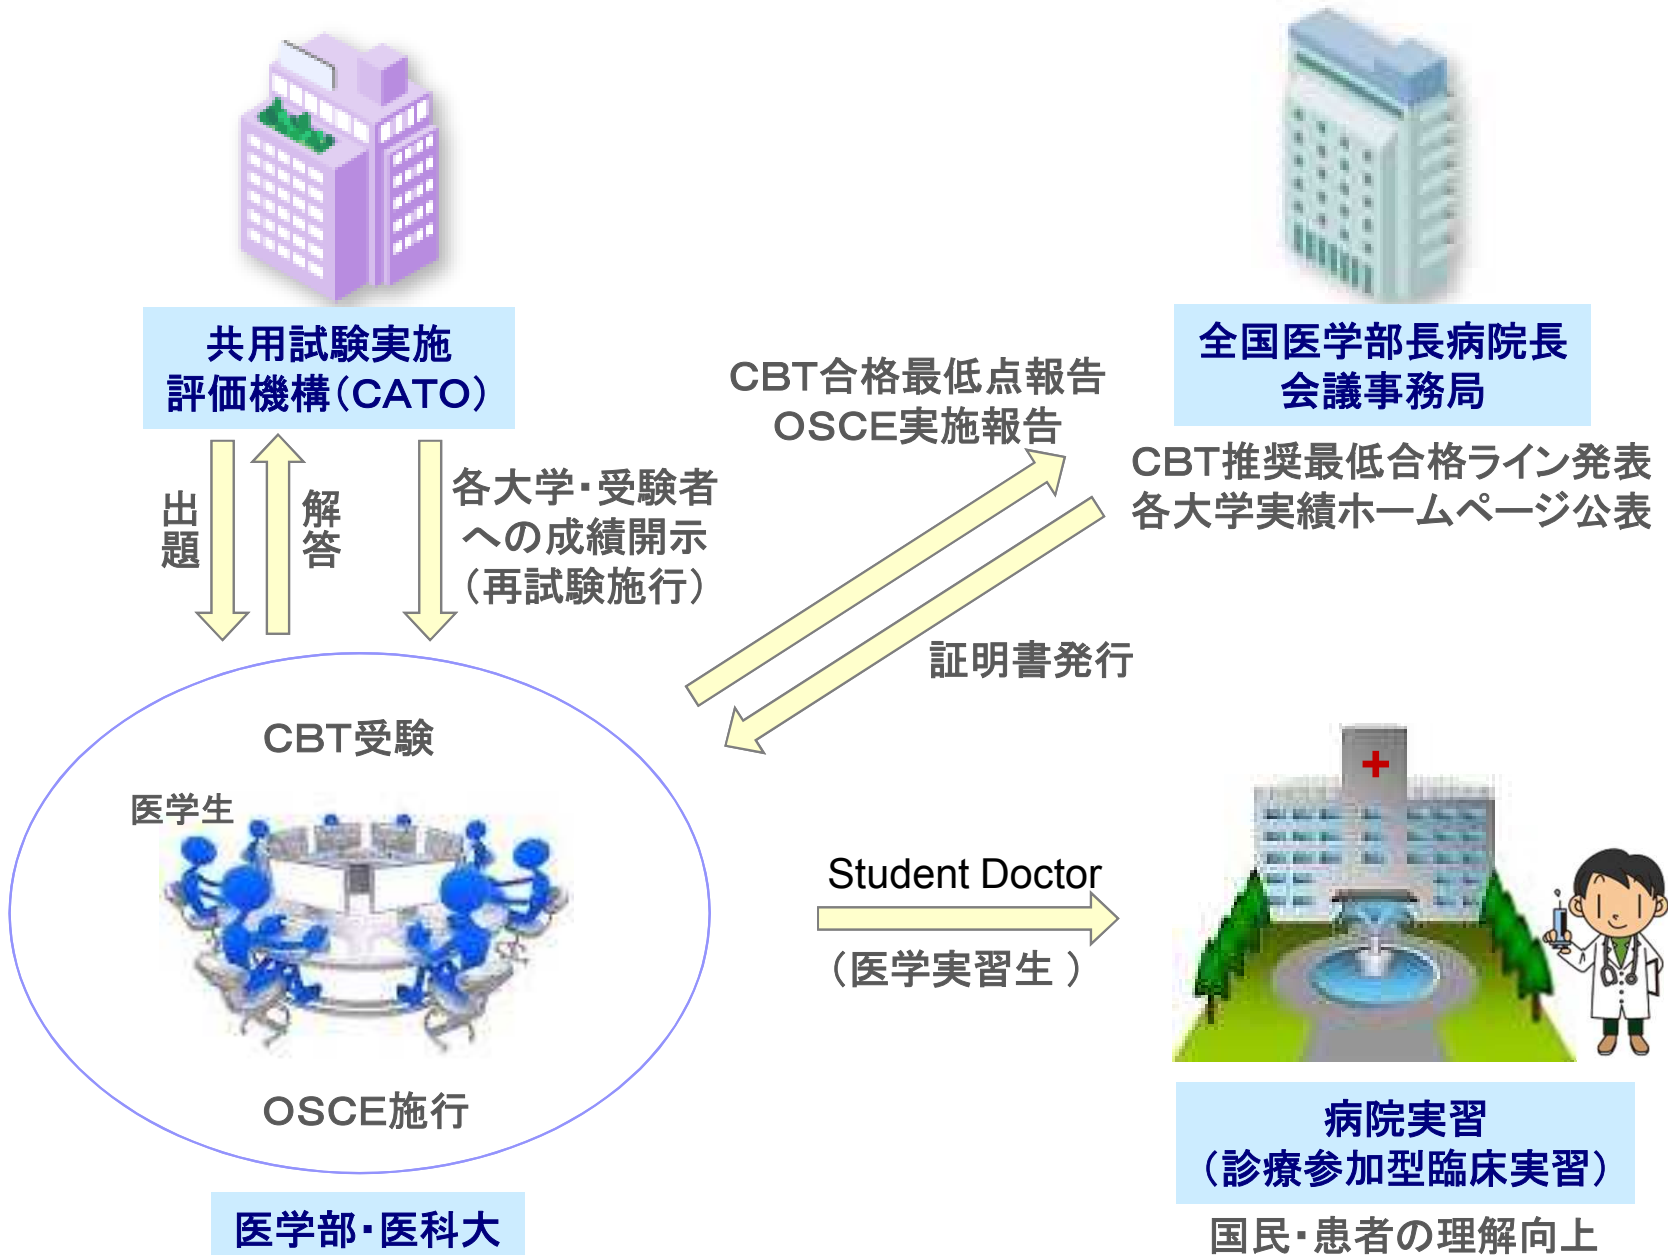 共用試験実施
評価機構(CATO)
全国医学部長病院長
会議事務局
CBT推奨最低合格ライン発表
各大学実績ホームページ公表
CBT合格最低点報告
OSCE実施報告
出題
解答
各大学・受験者
への成績開示
(再試験施行)
証明書発行
CBT受験
医学生
OSCE施行
医学部・医科大
Student Doctor
(医学実習生 )
病院実習
(診療参加型臨床実習)
国民・患者の理解向上